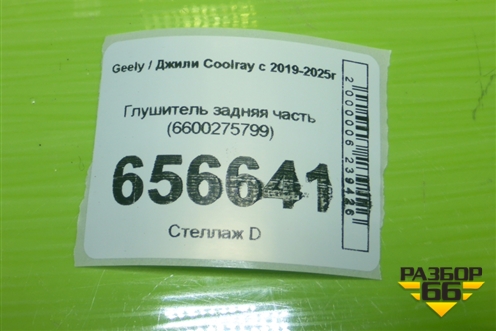 Geely / Джили Coolray с 2019-2025г
Глушитель задняя часть
(6600275799)
656641
Стеллаж D
2000006239426
РАЗБОР
66